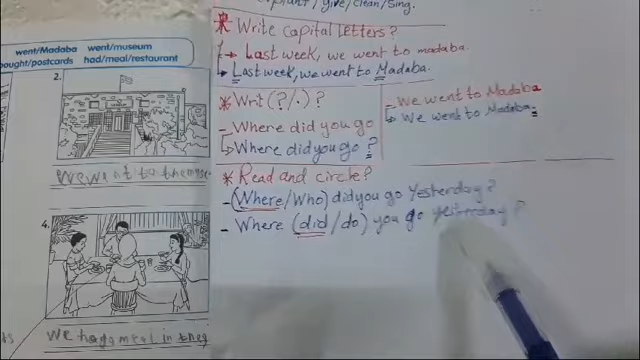 went/Madaba went/museum
bought/postcards had/meal/restaurant
2.
We went to the
4.
We had a meal in the
give/clean/sing.
* Write capital letters?
→ Last week, we went to madaba.
↳ Last week, we went to Madaba.
* Writ (?/.)?
- Where did you go
↳ Where did you go ?
- We went to Madaba
↳ We went to Madaba.
* Read and circle?
- (Where/Who) did you go Yesterday?
- Where (did/do) you go yesterday?